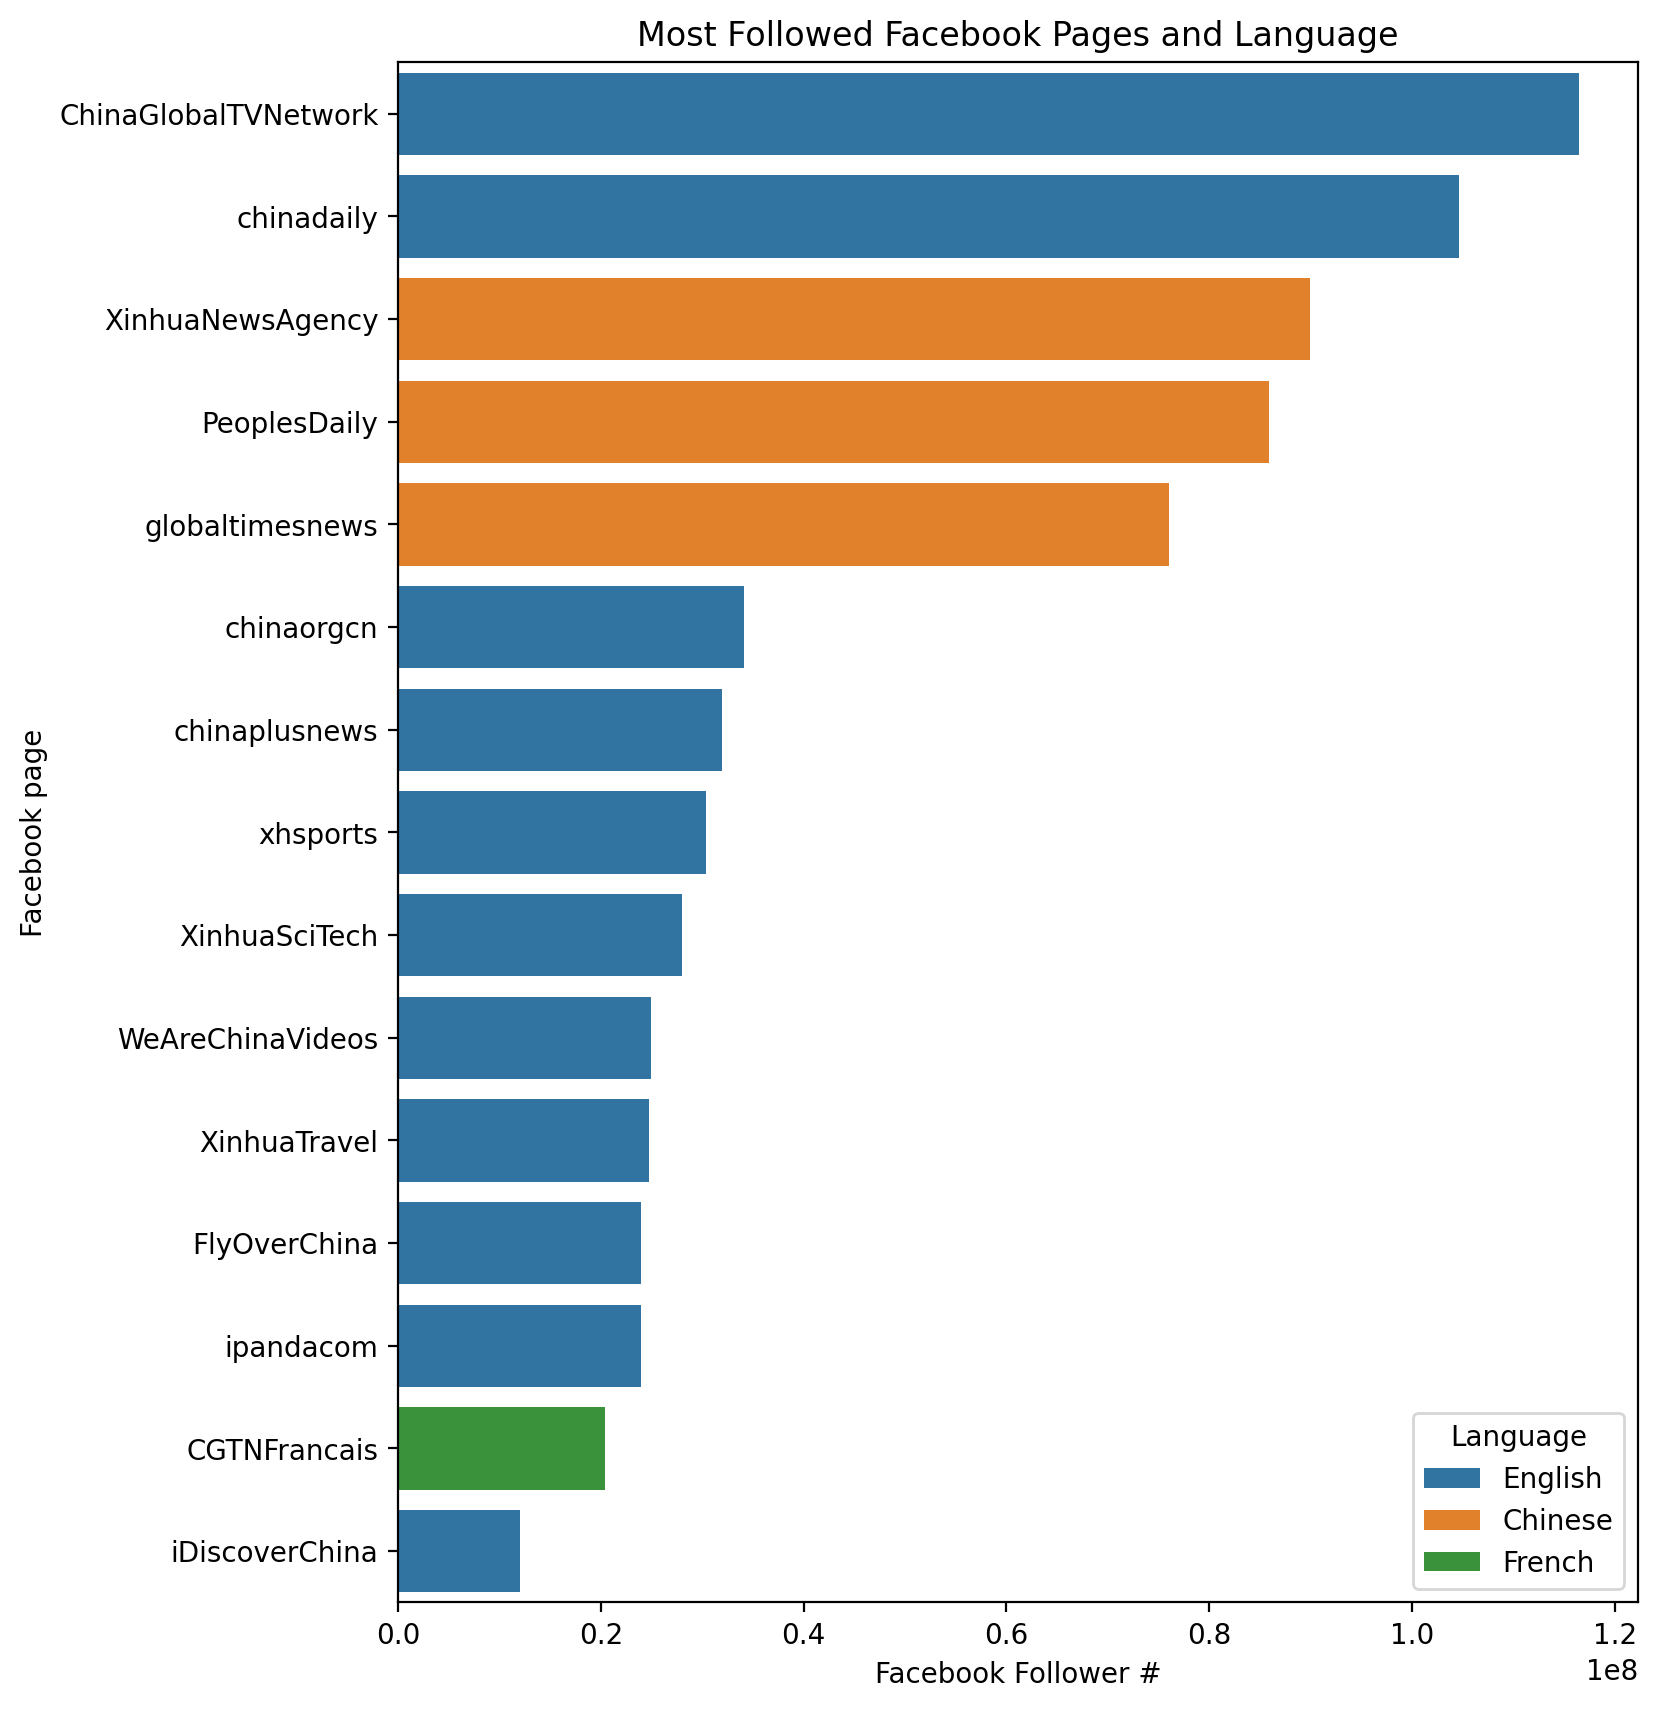 Most Followed Facebook Pages and Language
Facebook page
ChinaGlobalTVNetwork
chinadaily
XinhuaNewsAgency
PeoplesDaily
globaltimesnews
chinaorgcn
chinaplusnews
xhsports
XinhuaSciTech
WeAreChinaVideos
XinhuaTravel
FlyOverChina
ipandacom
CGTNFrancais
iDiscoverChina
Language
English
Chinese
French
0.0 0.2 0.4 0.6 0.8 1.0 1.2
1e8
Facebook Follower #